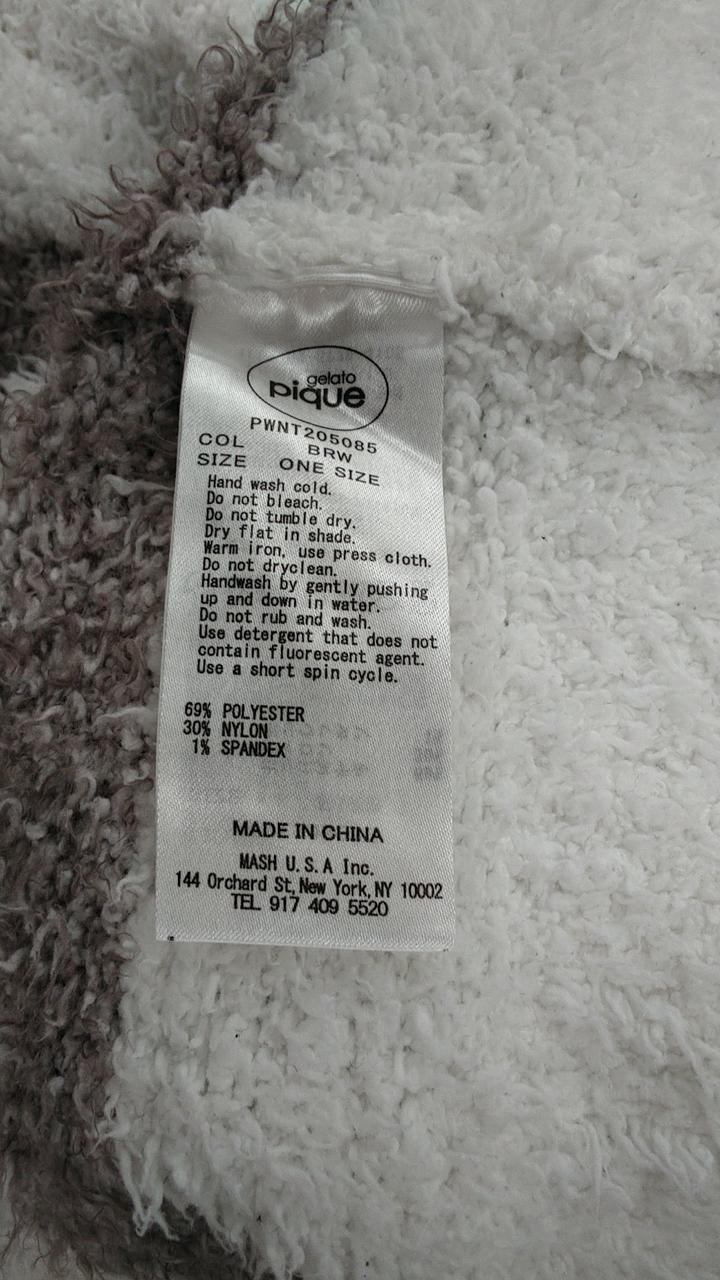 gelato
pique
PWNT205085
COL BRW
SIZE ONE SIZE
Hand wash cold.
Do not bleach.
Do not tumble dry.
Dry flat in shade.
Warm iron, use press cloth.
Do not dryclean.
Handwash by gently pushing
up and down in water.
Do not rub and wash.
Use detergent that does not
contain fluorescent agent.
Use a short spin cycle.
69% POLYESTER
30% NYLON
1% SPANDEX
MADE IN CHINA
MASH U.S.A Inc.
144 Orchard St, New York, NY 10002
TEL 917 409 5520